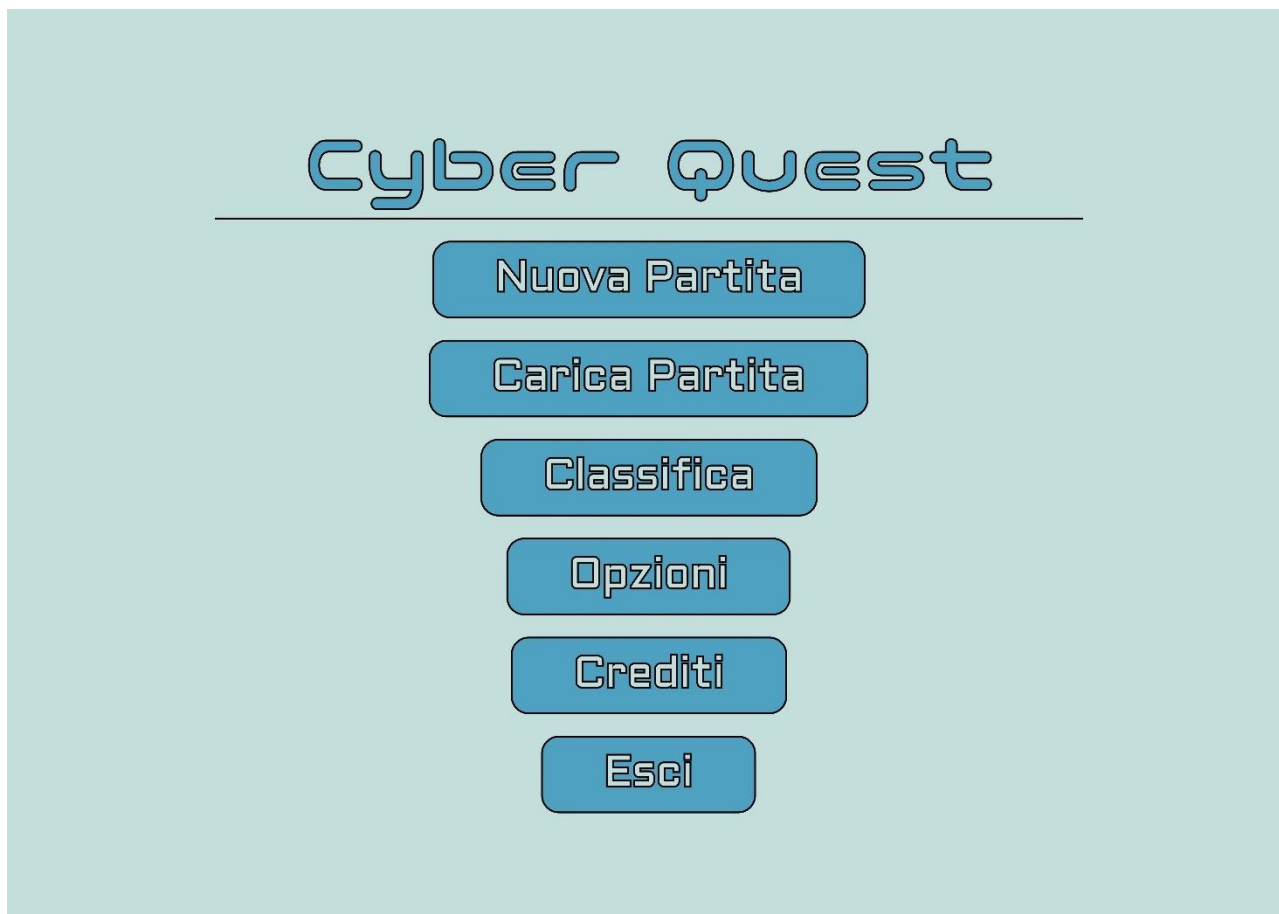 Cyber Quest
Nuova Partita
Carica Partita
Classifica
Opzioni
Crediti
Esci